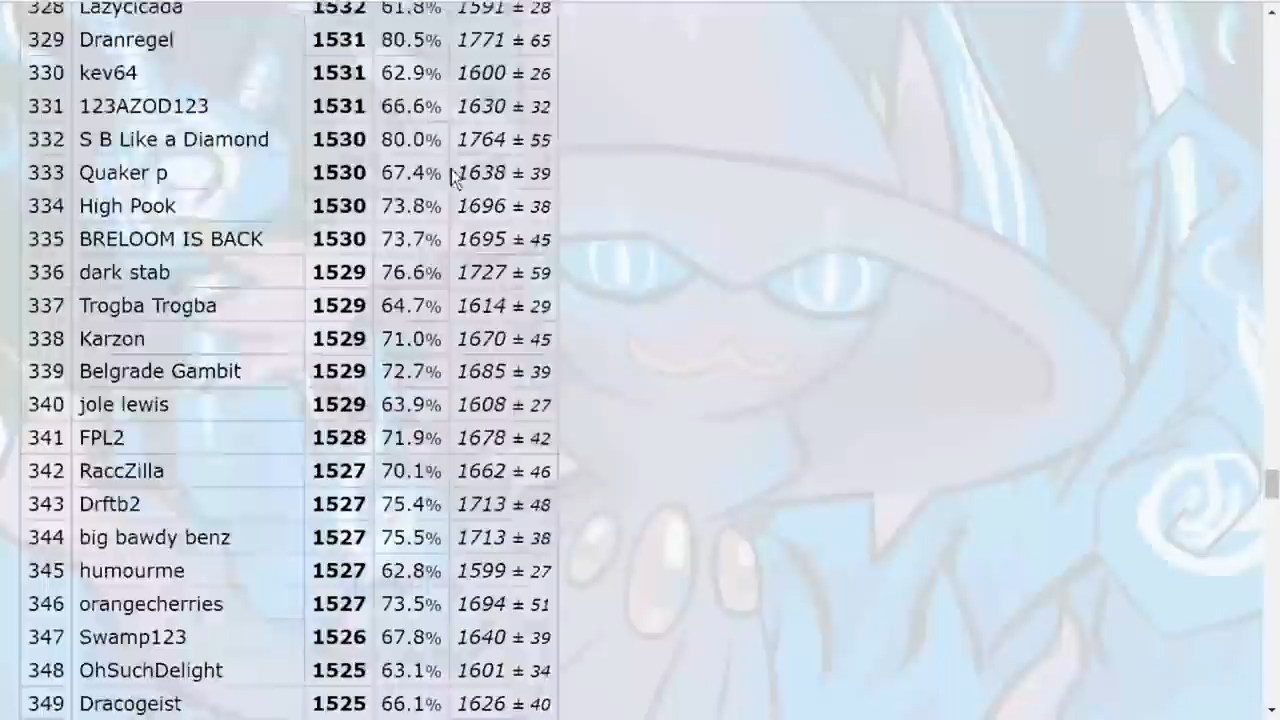 328 Lazycicada 1532 61.8% 1591 ± 28
329 Dranregel 1531 80.5% 1771 ± 65
330 kev64 1531 62.9% 1600 ± 26
331 123AZOD123 1531 66.6% 1630 ± 32
332 S B Like a Diamond 1530 80.0% 1764 ± 55
333 Quaker p 1530 67.4% 1638 ± 39
334 High Pook 1530 73.8% 1696 ± 38
335 BRELOOM IS BACK 1530 73.7% 1695 ± 45
336 dark stab 1529 76.6% 1727 ± 59
337 Trogba Trogba 1529 64.7% 1614 ± 29
338 Karzon 1529 71.0% 1670 ± 45
339 Belgrade Gambit 1529 72.7% 1685 ± 39
340 jole lewis 1529 63.9% 1608 ± 27
341 FPL2 1528 71.9% 1678 ± 42
342 RaccZilla 1527 70.1% 1662 ± 46
343 Drftb2 1527 75.4% 1713 ± 48
344 big bawdy benz 1527 75.5% 1713 ± 38
345 humourme 1527 62.8% 1599 ± 27
346 orangecherries 1527 73.5% 1694 ± 51
347 Swamp123 1526 67.8% 1640 ± 39
348 OhSuchDelight 1525 63.1% 1601 ± 34
349 Dracogeist 1525 66.1% 1626 ± 40